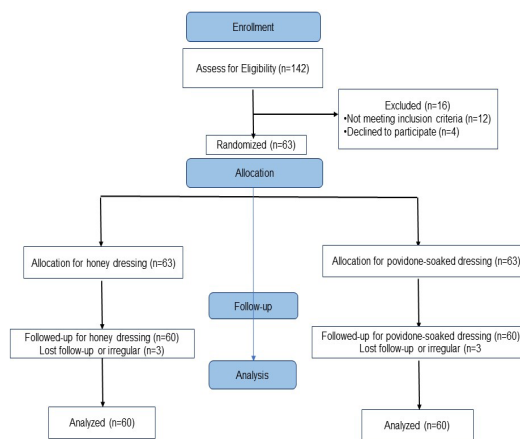 Enrollment
Assess for Eligibility (n=142)
Excluded (n=16)
•Not meeting inclusion criteria (n=12)
•Declined to participate (n=4)
Randomized (n=63)
Allocation
Allocation for honey dressing (n=63)
Allocation for povidone-soaked dressing (n=63)
Follow-up
Followed-up for honey dressing (n=60)
Lost follow-up or irregular (n=3)
Followed-up for povidone-soaked dressing (n=60)
Lost follow-up or irregular (n=3
Analysis
Analyzed (n=60)
Analyzed (n=60)